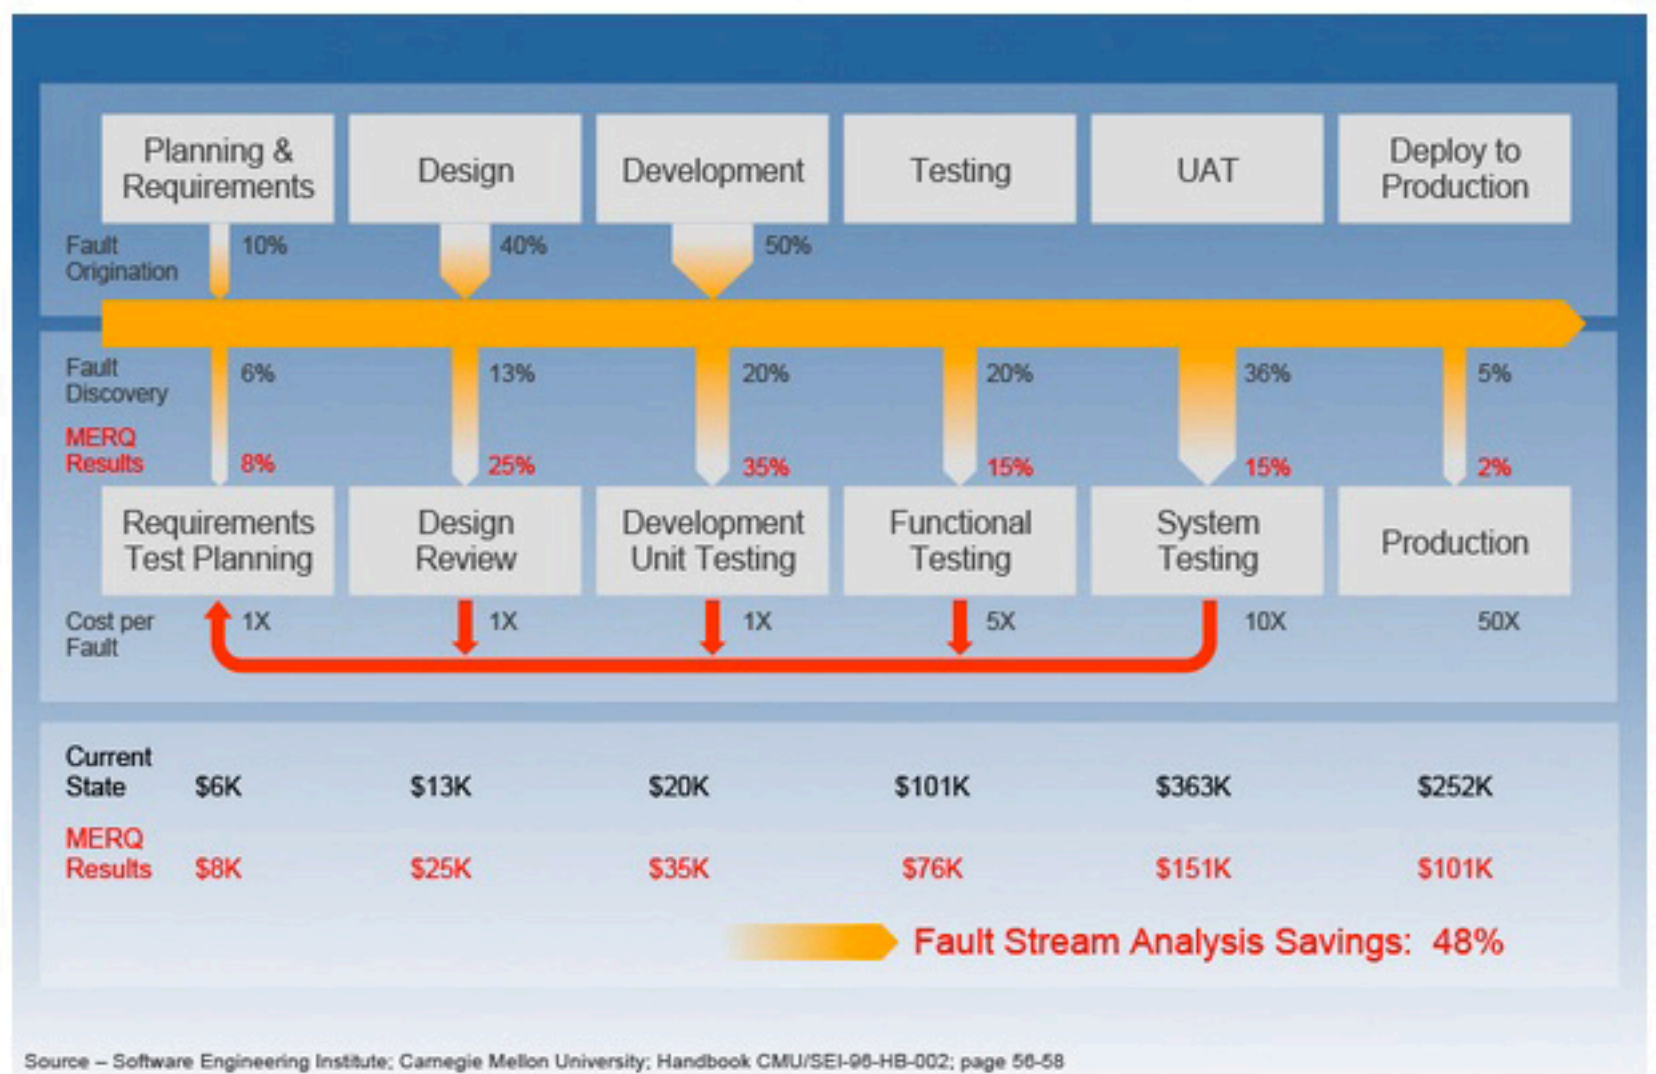 Planning &
Requirements
Design
Development
Testing
UAT
Deploy to
Production
Fault
Origination
10%
40%
50%
Fault
Discovery
6%
13%
20%
20%
36%
5%
MERQ
Results
8%
25%
35%
15%
15%
2%
Requirements
Test Planning
Design
Review
Development
Unit Testing
Functional
Testing
System
Testing
Production
Cost per
Fault
1X
1X
1X
5X
10X
50X
Current
State
$6K
$13K
$20K
$101K
$363K
$252K
MERQ
Results
$8K
$25K
$35K
$76K
$151K
$101K
Fault Stream Analysis Savings: 48%
Source – Software Engineering Institute; Carnegie Mellon University; Handbook CMU/SEI-96-HB-002; page 56-58